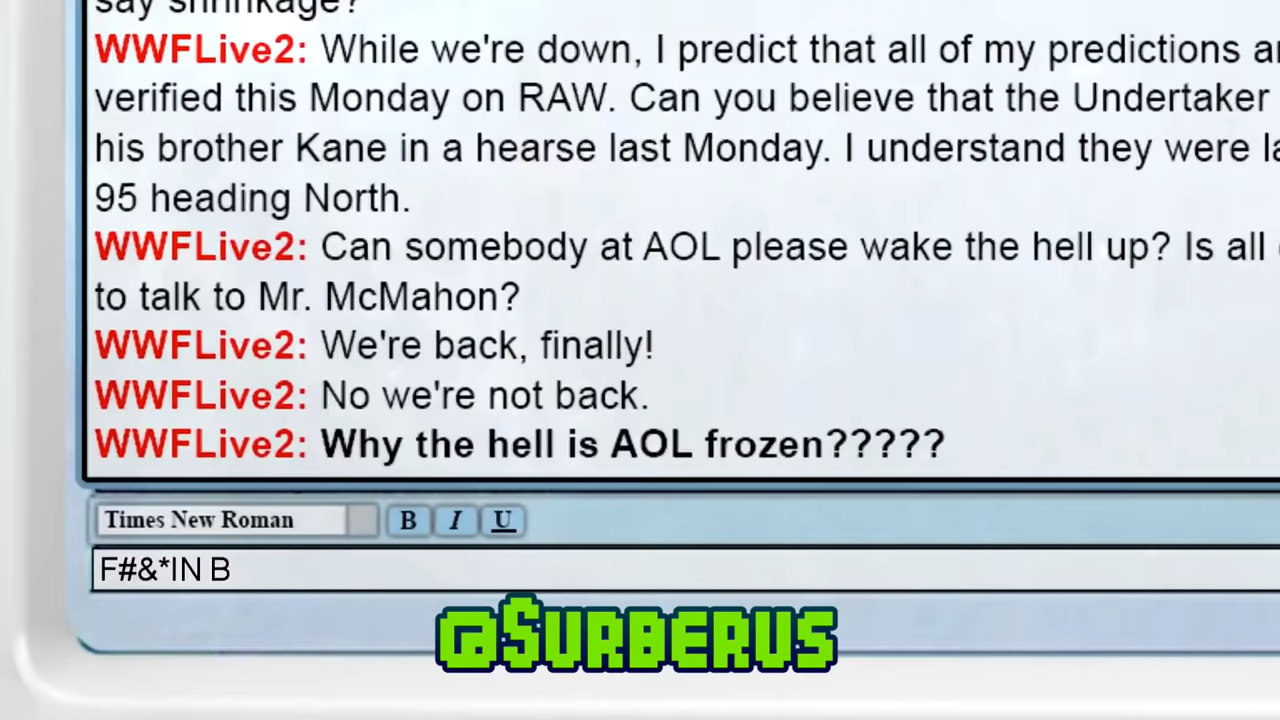 say shrinkage?
WWFLive2: While we're down, I predict that all of my predictions
verified this Monday on RAW. Can you believe that the Undertaker
his brother Kane in a hearse last Monday. I understand they were
95 heading North.
WWFLive2: Can somebody at AOL please wake the hell up? Is all
to talk to Mr. McMahon?
WWFLive2: We're back, finally!
WWFLive2: No we're not back.
WWFLive2: Why the hell is AOL frozen?????
Times New Roman B I U
F#&*IN B
@SURBERUS